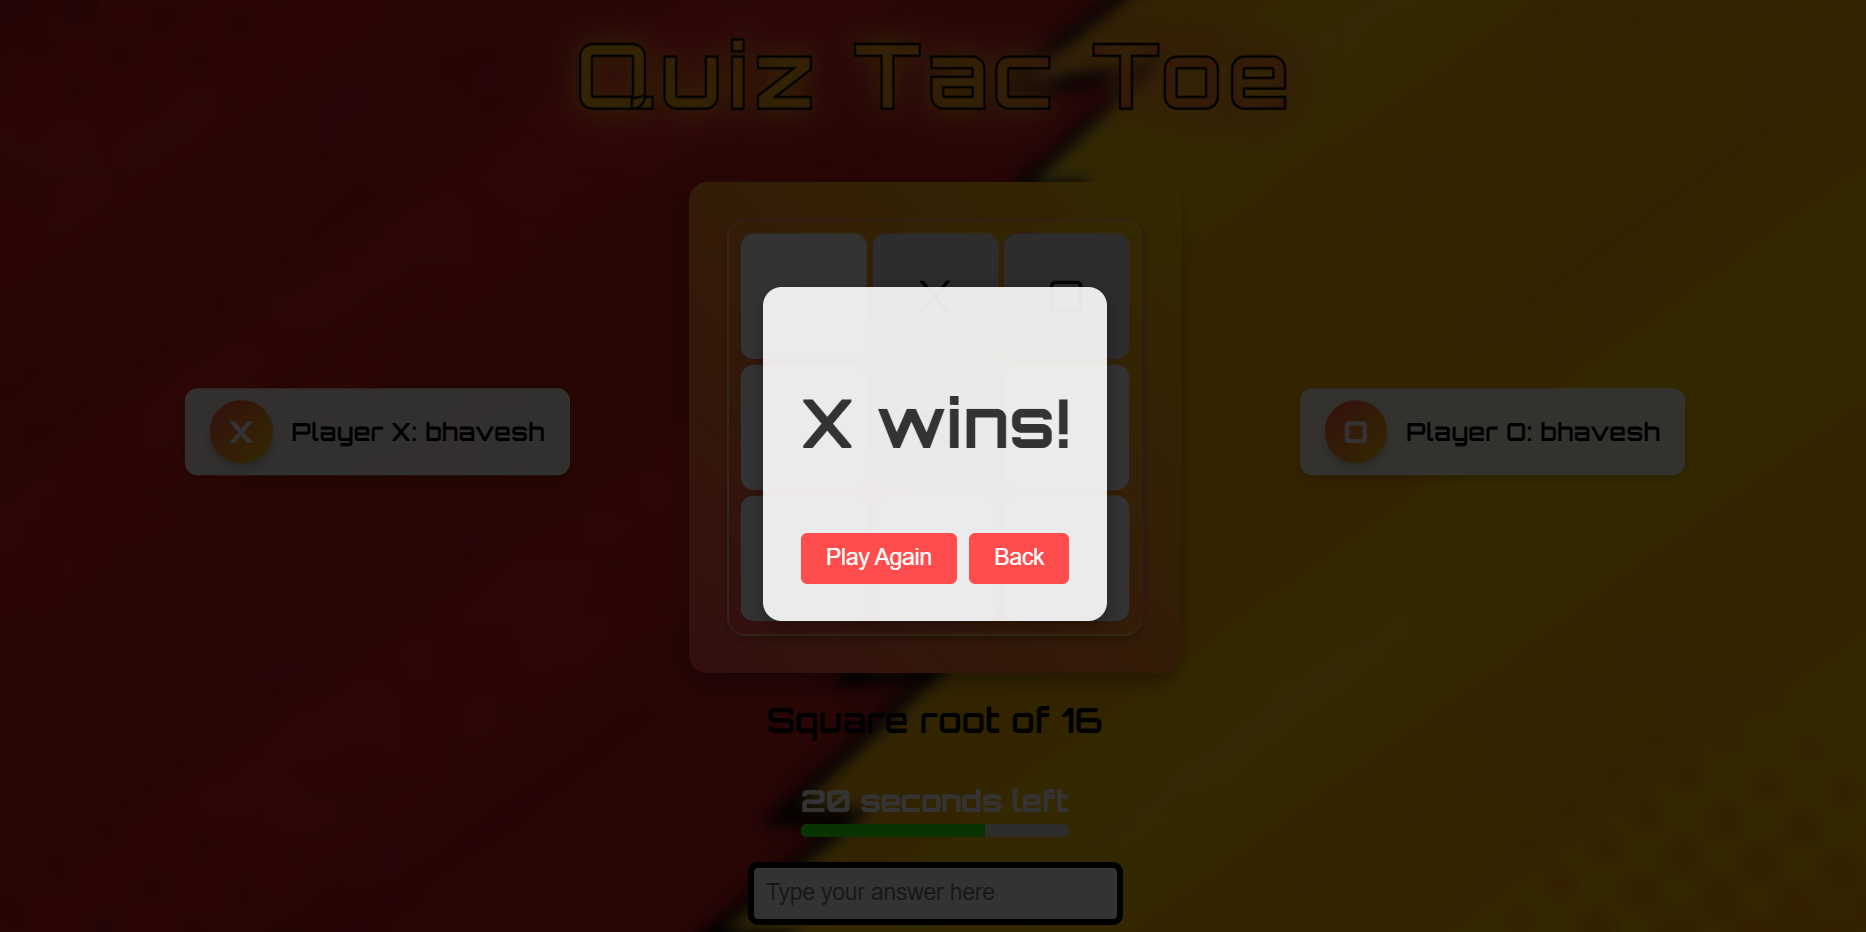 Quiz Tac Toe
X O
X wins!
X Player X: bhavesh
O Player O: bhavesh
Play Again Back
Square root of 16
20 seconds left
Type your answer here